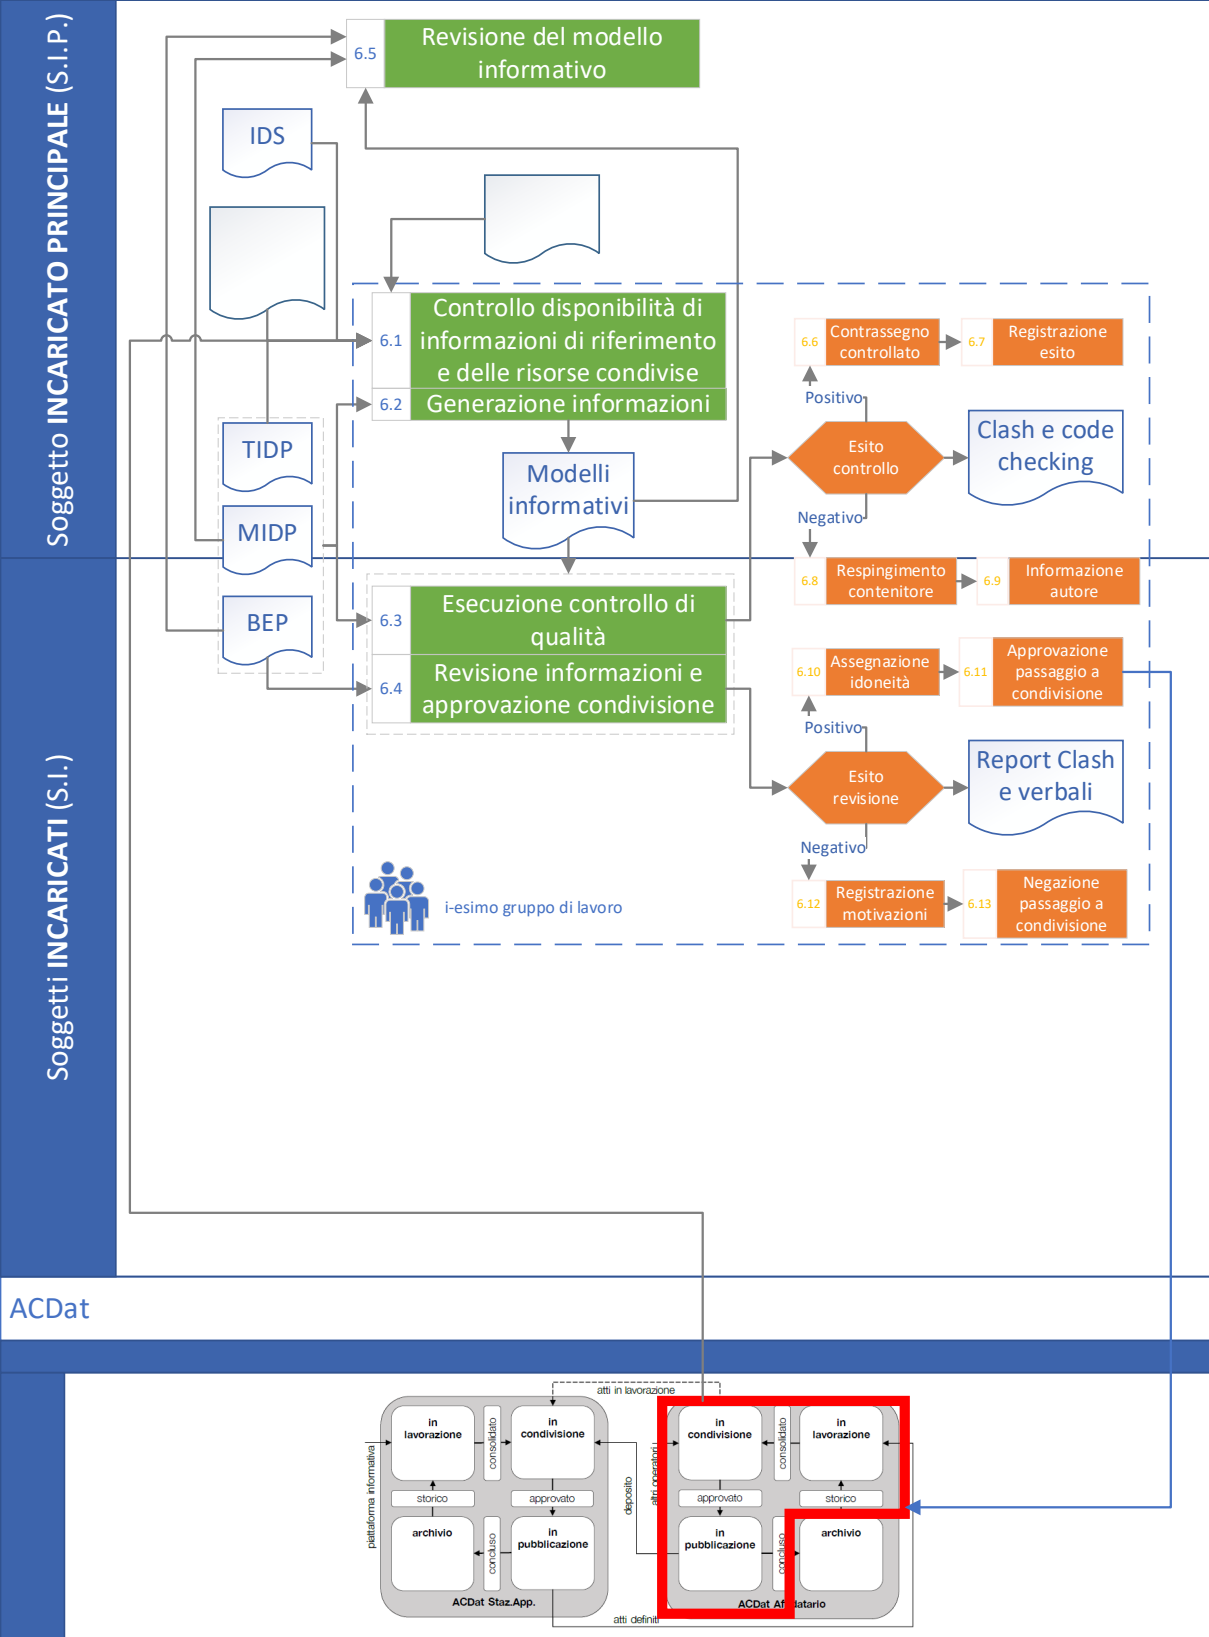 Soggetto INCARICATO PRINCIPALE (S.I.P.)
6.5
Revisione del modello
informativo
IDS
6.1
Controllo disponibilità di
informazioni di riferimento
e delle risorse condivise
6.2
Generazione informazioni
TIDP
MIDP
BEP
Modelli
informativi
6.6
Contrassegno
controllato
6.7
Registrazione
esito
Positivo
Esito
controllo
Clash e code
checking
Negativo
6.8
Respingimento
contenitore
6.9
Informazione
autore
Soggetti INCARICATI (S.I.)
6.3
Esecuzione controllo di
qualità
6.4
Revisione informazioni e
approvazione condivisione
6.10
Assegnazione
idoneità
6.11
Approvazione
passaggio a
condivisione
Positivo
Esito
revisione
Report Clash
e verbali
Negativo
6.12
Registrazione
motivazioni
6.13
Negazione
passaggio a
condivisione
i-esimo gruppo di lavoro
ACDat
atti in lavorazione
piattaforma informativa
in
lavorazione
consolidato
in
condivisione
storico
approvato
archivio
concluso
in
pubblicazione
ACDat Staz.App.
deposito
altri operatori
in
condivisione
consolidato
in
lavorazione
approvato
storico
in
pubblicazione
concluso
archivio
ACDat Af datario
atti definiti